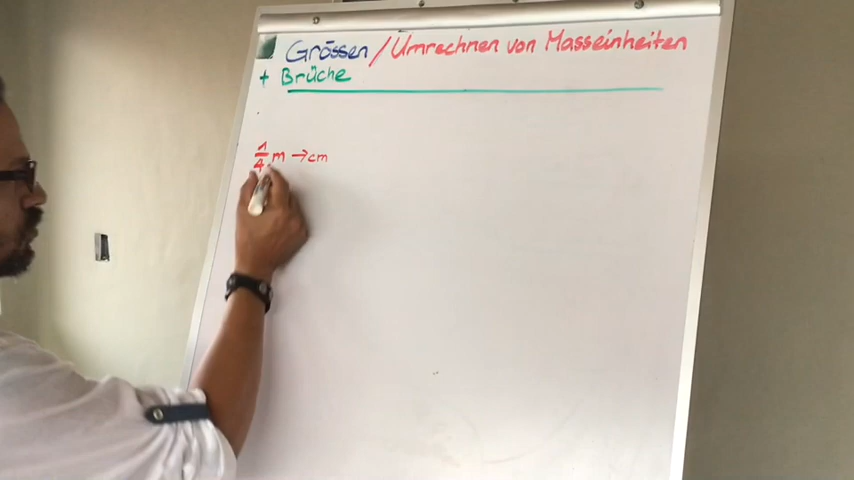 Grössen / Umrechnen von Masseinheiten
+ Brüche
1/4 m → cm